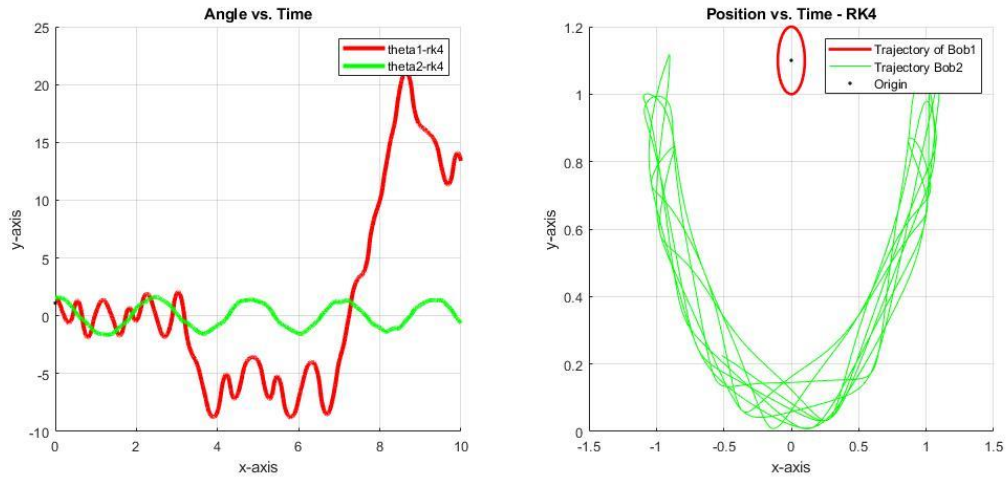 Angle vs. Time
25
20
15
10
5
0
-5
-10
0
2
4
6
8
10
x-axis
y-axis
theta1-rk4
theta2-rk4
Position vs. Time - RK4
1.2
1
0.8
0.6
0.4
0.2
0
-1.5
-1
-0.5
0
0.5
1
1.5
x-axis
y-axis
Trajectory of Bob1
Trajectory Bob2
Origin